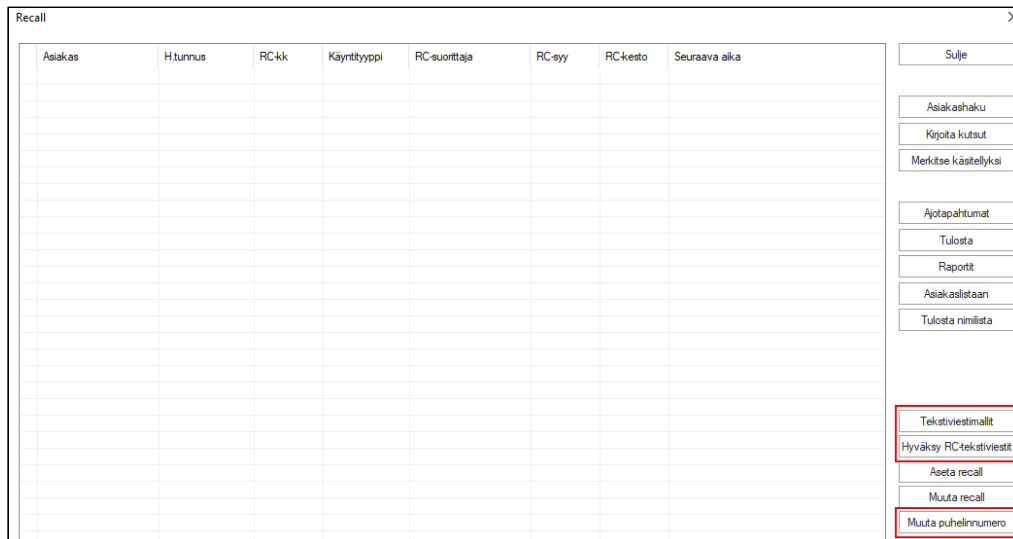 Recall
Asiakas H.tunnus RC-kk Käyntityyppi RC-suorittaja RC-syy RC-kesto Seuraava aika
Sulje
Asiakashaku
Kirjoita kutsut
Merkitse käsitellyksi
Ajotapahtumat
Tulosta
Raportit
Asiakaslistaan
Tulosta nimilista
Tekstiviestimallit
Hyväksy RC-tekstiviestit
Aseta recall
Muuta recall
Muuta puhelinnumero